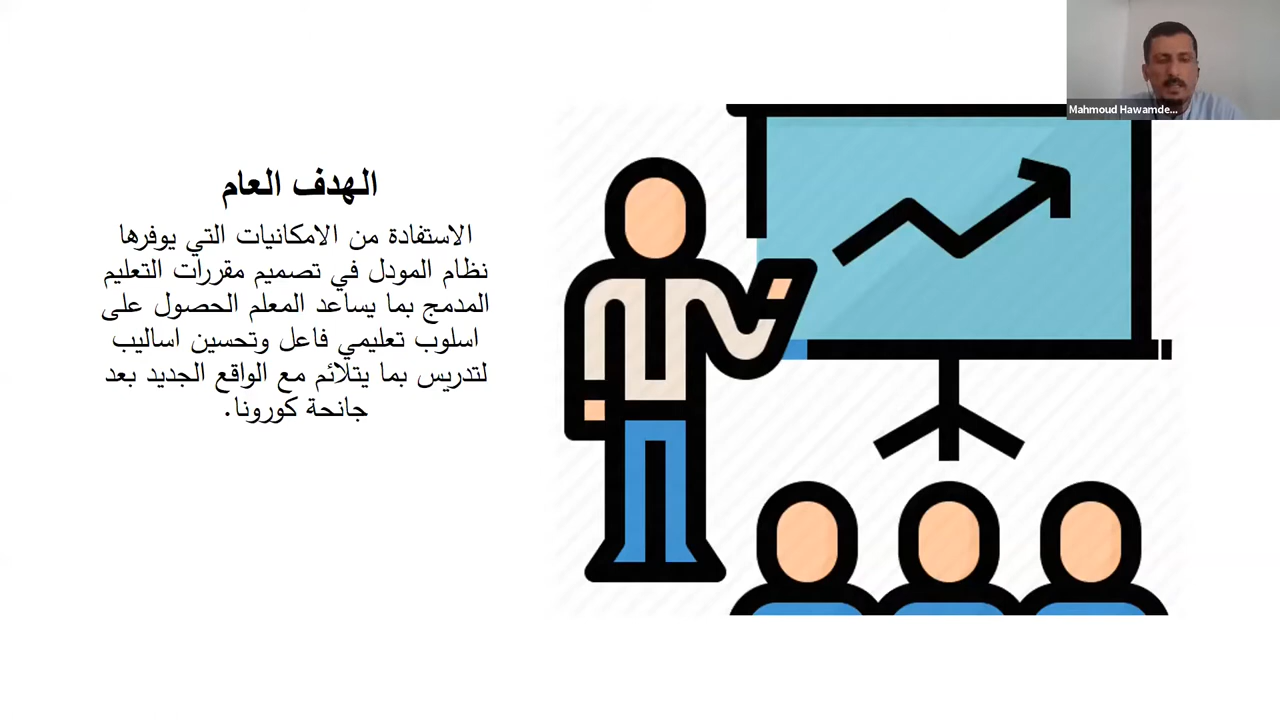 Mahmoud Hawamde...
الهدف العام
الاستفادة من الامكانيات التي يوفرها
نظام المودل في تصميم مقررات التعليم
المدمج بما يساعد المعلم الحصول على
اسلوب تعليمي فاعل وتحسين اساليب
لتدريس بما يتلائم مع الواقع الجديد بعد
جائحة كورونا.